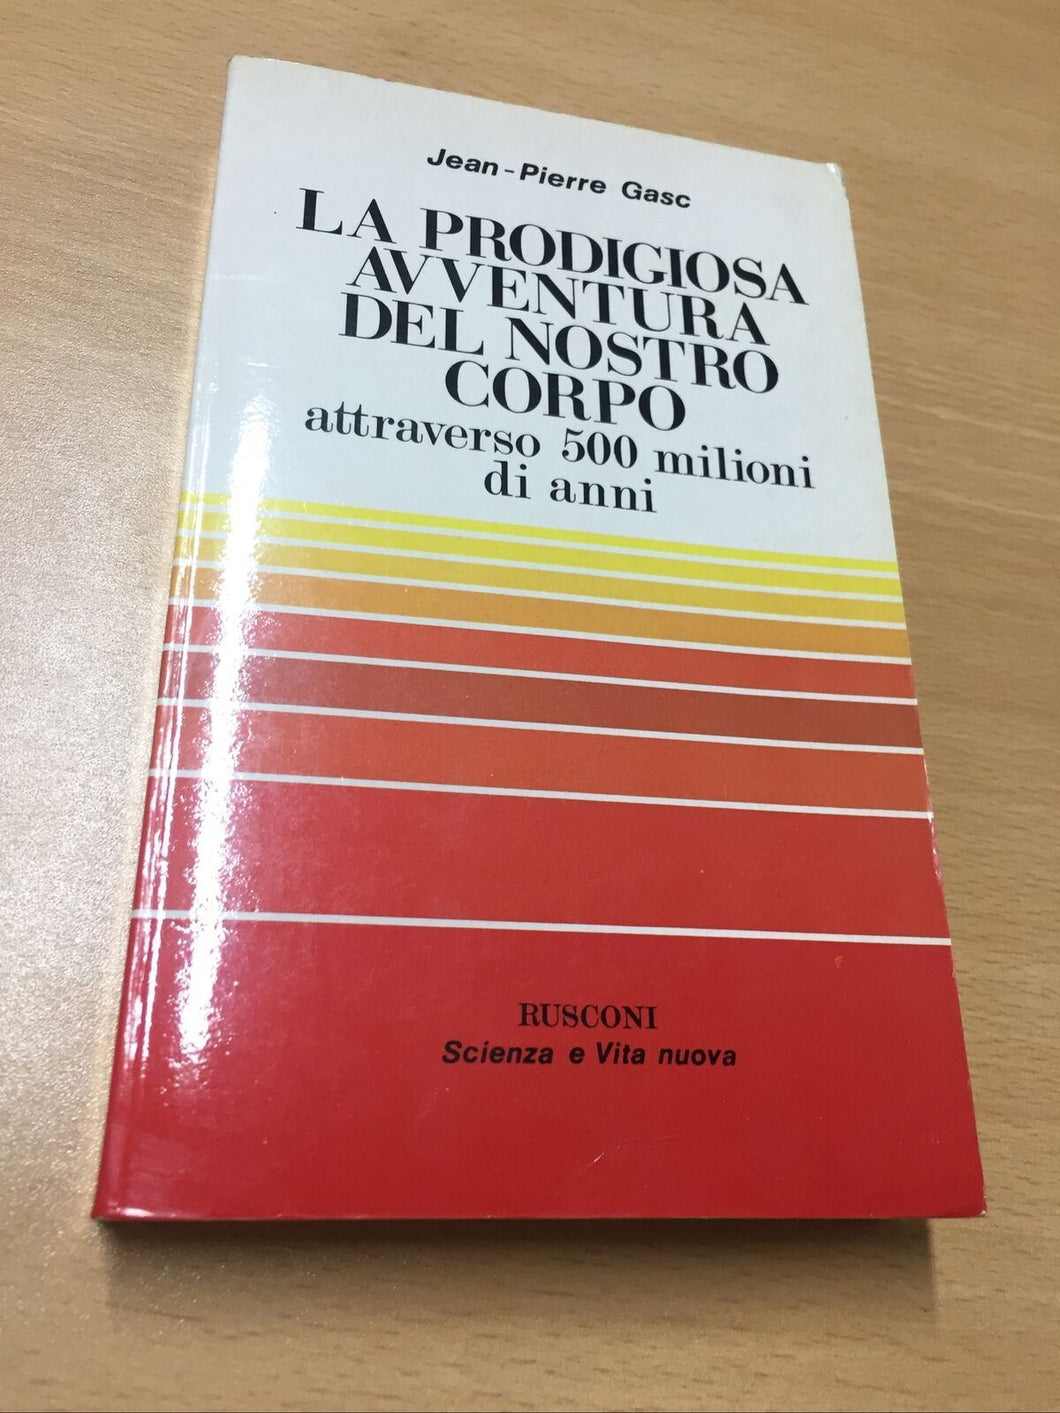 Jean-Pierre Gasc
LA PRODIGIOSA
AVVENTURA
DEL NOSTRO
CORPO
attraverso 500 milioni
di anni
RUSCONI
Scienza e Vita nuova